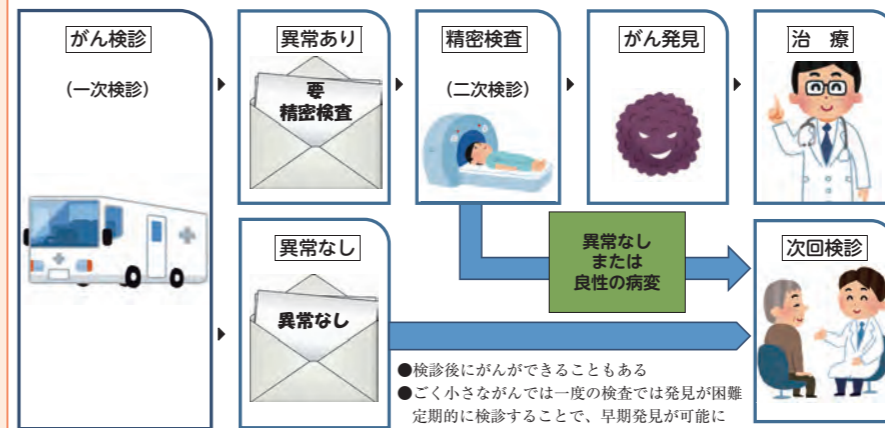 がん検診
(一次検診)
異常あり
要
精密検査
精密検査
(二次検診)
がん発見
治　療
異常なし
異常なし
異常なし
または
良性の病変
次回検診
●検診後にがんができることもある
●ごく小さながんでは一度の検査では発見が困難
定期的に検診することで、早期発見が可能に